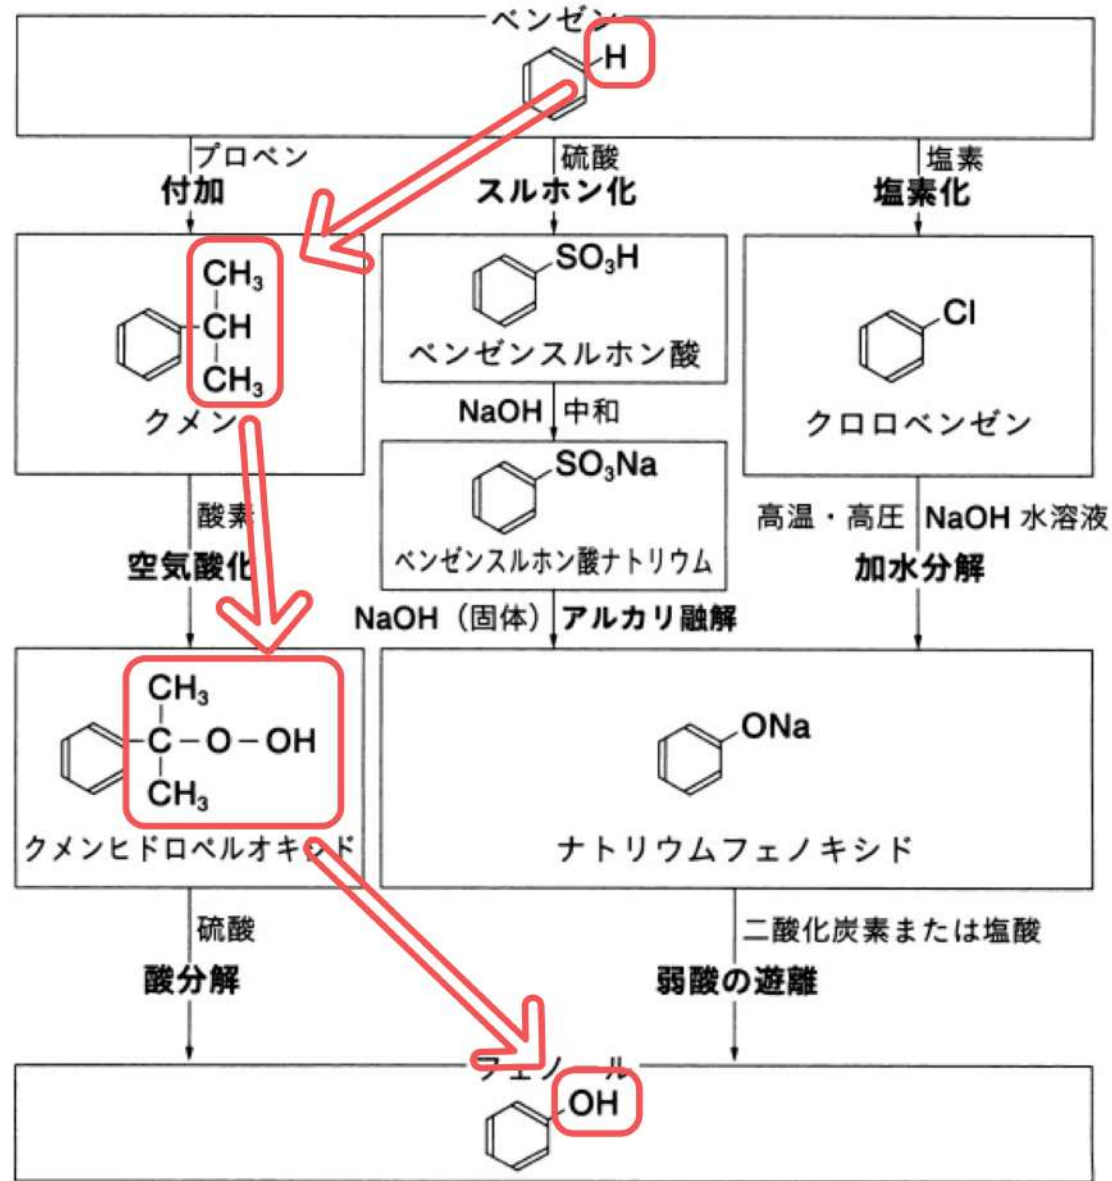 ベンゼン
H
プロペン
付加
硫酸
スルホン化
塩素
塩素化
CH₃
CH
CH₃
クメン
SO₃H
ベンゼンスルホン酸
Cl
クロロベンゼン
NaOH 中和
SO₃Na
ベンゼンスルホン酸ナトリウム
酸素
空気酸化
高温・高圧 NaOH 水溶液
加水分解
NaOH（固体） アルカリ融解
CH₃
C－O－OH
CH₃
クメンヒドロペルオキシド
ONa
ナトリウムフェノキシド
硫酸
酸分解
二酸化炭素または塩酸
弱酸の遊離
フェノール
OH